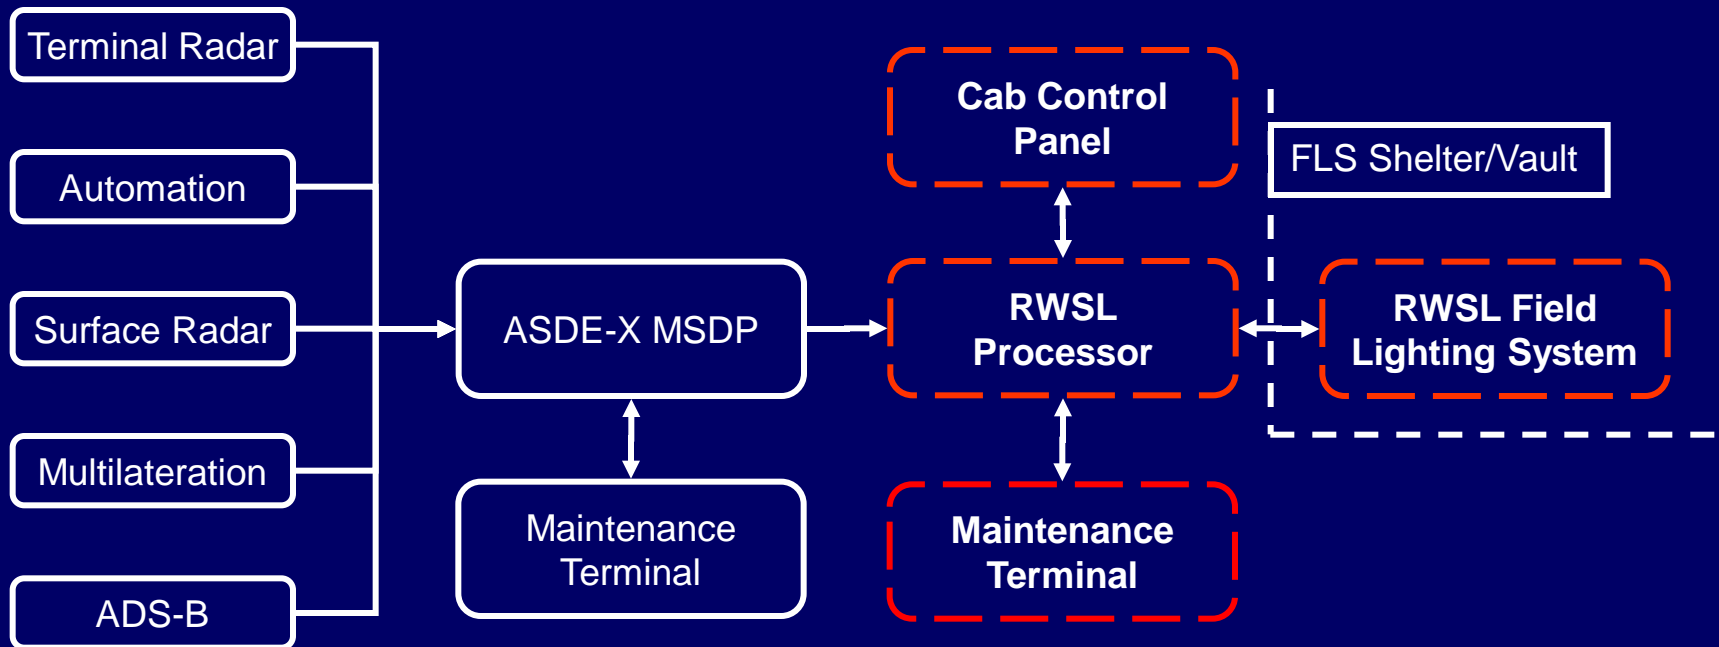 Terminal Radar
Automation
Surface Radar
Multilateration
ADS-B
ASDE-X MSDP
Maintenance
Terminal
Cab Control
Panel
RWSL
Processor
Maintenance
Terminal
FLS Shelter/Vault
RWSL Field
Lighting System